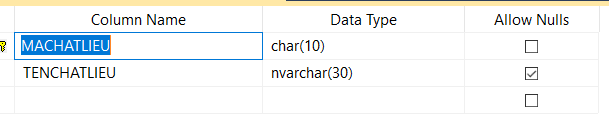 Column Name Data Type Allow Nulls
MACHATLIEU char(10)
TENCHATLIEU nvarchar(30)